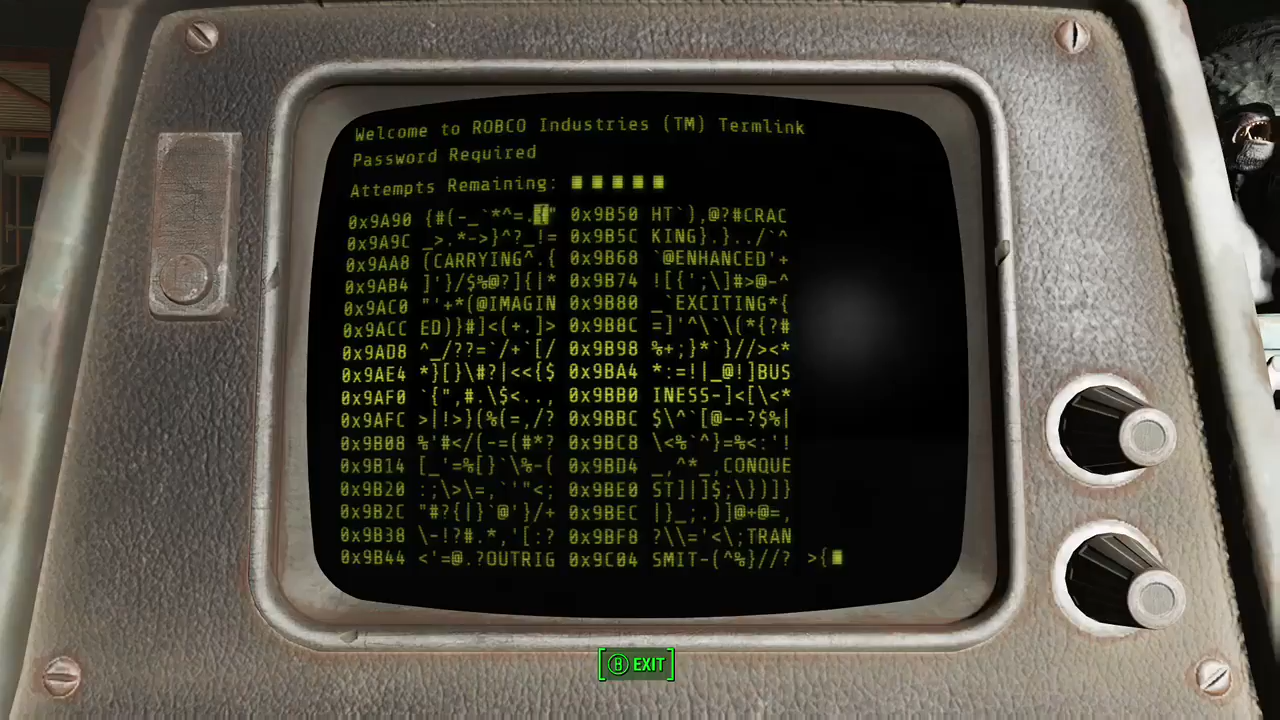 Welcome to ROBCO Industries (TM) Termlink
Password Required
Attempts Remaining: ■ ■ ■ ■ ■
0x9A90 {#(-_`*^=.{" 0x9B50 HT`),@?#CRAC
0x9A9C _>.*->}^?_!= 0x9B5C KING}.}../`^
0x9AA8 (CARRYING^.{ 0x9B68 `@ENHANCED'+
0x9AB4 ]'}/$%@?]{|* 0x9B74 ![{';\]#>@-^
0x9AC0 "'+*(@IMAGIN 0x9B80 _`EXCITING*{
0x9ACC ED)}#]<(+.]> 0x9B8C =]'^\`\(*{?#
0x9AD8 ^_/??=`/+`[/ 0x9B98 %+;}*`}//><*
0x9AE4 *}[}\#?|<<{$ 0x9BA4 *:=!|_@!]BUS
0x9AF0 `{",#.\$<.., 0x9BB0 INESS-]<[\<*
0x9AFC >|!>}(%(=,/? 0x9BBC $\^`[@--?$%|
0x9B08 %'#</(-=(#*? 0x9BC8 \<%`^}=%<:'!
0x9B14 [_'=%[}`\%-( 0x9BD4 _,^*_,CONQUE
0x9B20 :;\>\=,`'"<; 0x9BE0 ST]|]$;\})]}
0x9B2C "#?{|}`@'}/+ 0x9BEC |}_;.)]@+@=,
0x9B38 \-!?#.*,'[:? 0x9BF8 ?\\='<\;TRAN
0x9B44 <'=@.?OUTRIG 0x9C04 SMIT-(^%}//? >{■
Ⓑ EXIT